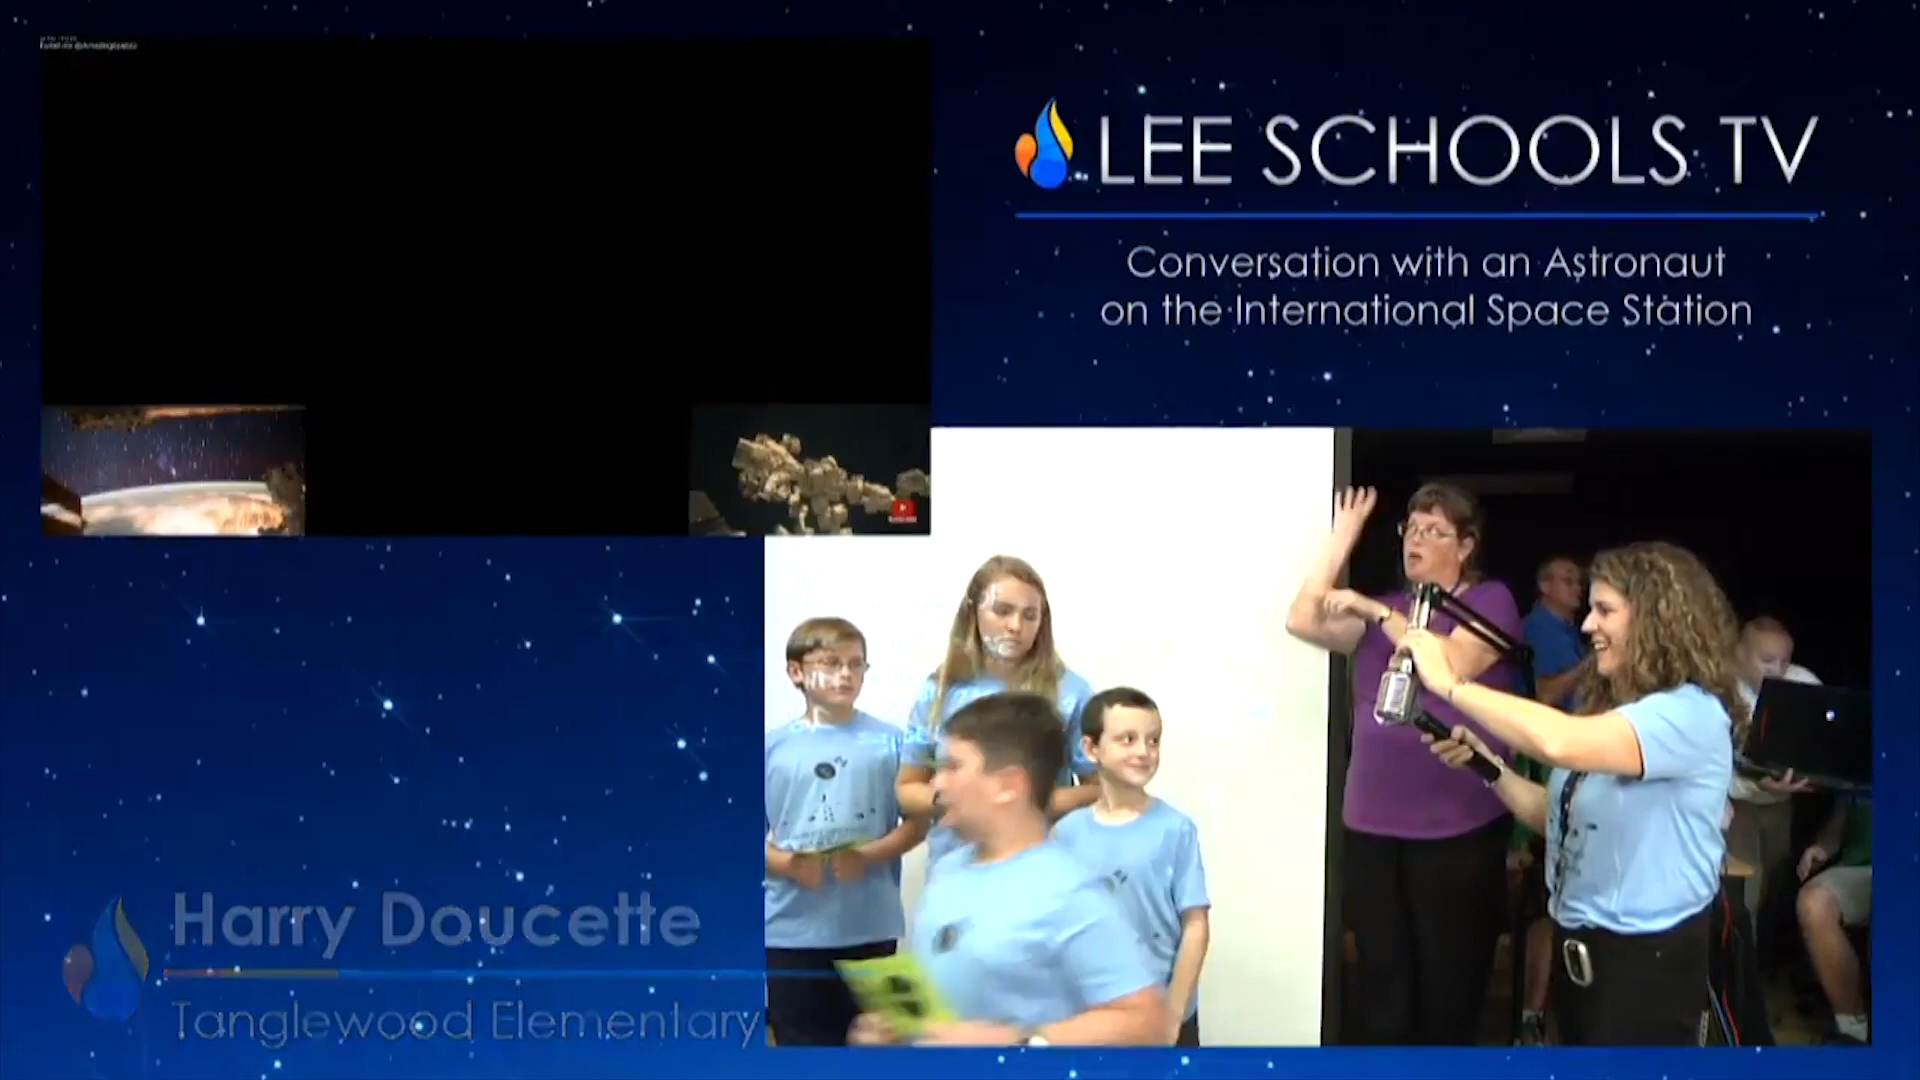 LEE SCHOOLS TV
Conversation with an Astronaut
on the International Space Station
Harry Doucette
Tanglewood Elementary